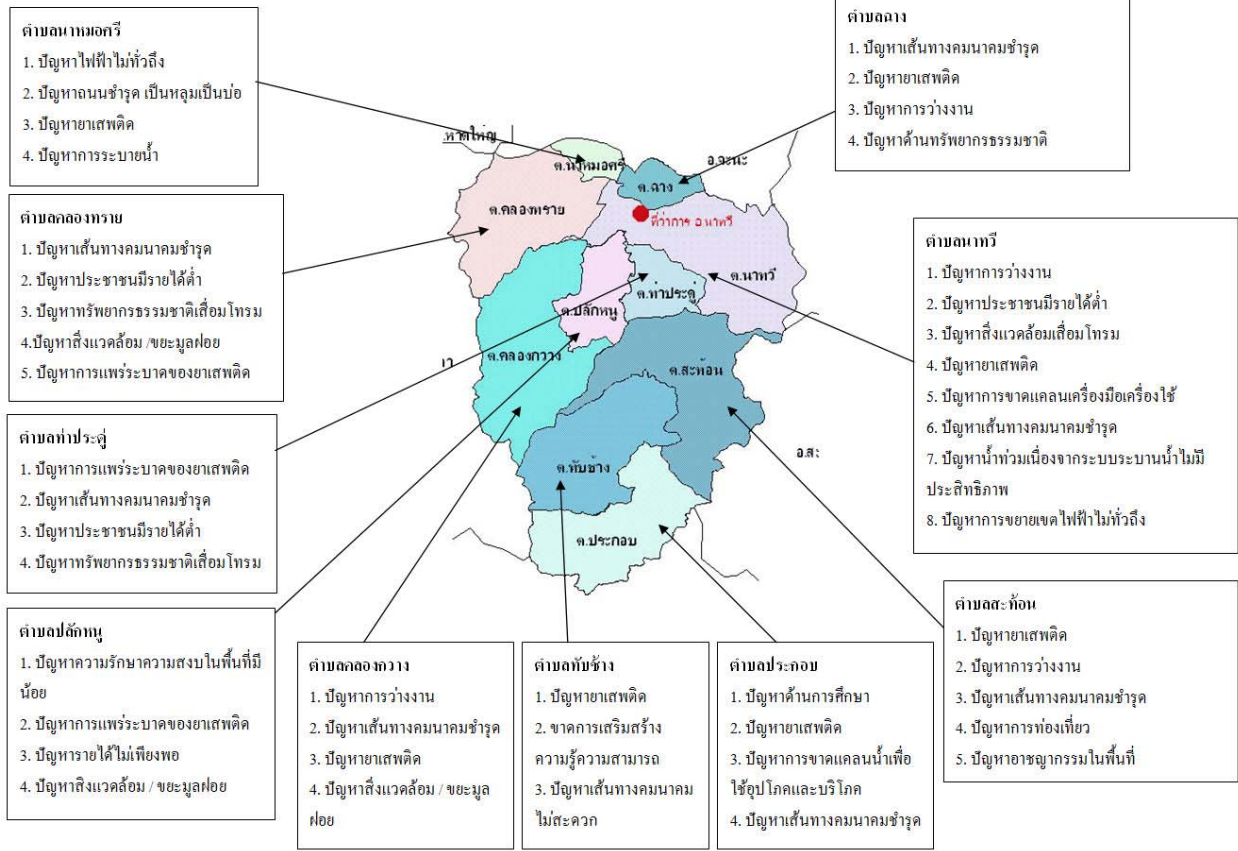 ตำบลนาหมอศรี
1. ปัญหาไฟฟ้าไม่ทั่วถึง
2. ปัญหาถนนชำรุด เป็นหลุมเป็นบ่อ
3. ปัญหายาเสพติด
4. ปัญหาการระบายน้ำ
ตำบลฉาง
1. ปัญหาเส้นทางคมนาคมชำรุด
2. ปัญหายาเสพติด
3. ปัญหาการว่างงาน
4. ปัญหาด้านทรัพยากรธรรมชาติ
ตำบลคลองทราย
1. ปัญหาเส้นทางคมนาคมชำรุด
2. ปัญหาประชาชนมีรายได้ต่ำ
3. ปัญหาทรัพยากรธรรมชาติเสื่อมโทรม
4.ปัญหาสิ่งแวดล้อม /ขยะมูลฝอย
5. ปัญหาการแพร่ระบาดของยาเสพติด
.หาดใหญ่
ต.นาหมอศรี
อ.จะนะ
ต.ฉาง
ต.คลองทราย
ที่ว่าการ อ.นาทวี
ต.นาทวี
ต.ท่าประดู่
ต.ปลักหนู
ต.คลองกวาง
ต.สะท้อน
อ.สะ
ต.ทับช้าง
ต.ประกอบ
ตำบลนาทวี
1. ปัญหาการว่างงาน
2. ปัญหาประชาชนมีรายได้ต่ำ
3. ปัญหาสิ่งแวดล้อมเสื่อมโทรม
4. ปัญหายาเสพติด
5. ปัญหาการขาดแคลนเครื่องมือเครื่องใช้
6. ปัญหาเส้นทางคมนาคมชำรุด
7. ปัญหาน้ำท่วมเนื่องจากระบบระบานน้ำไม่มี
ประสิทธิภาพ
8. ปัญหาการขยายเขตไฟฟ้าไม่ทั่วถึง
ตำบลท่าประดู่
1. ปัญหาการแพร่ระบาดของยาเสพติด
2. ปัญหาเส้นทางคมนาคมชำรุด
3. ปัญหาประชาชนมีรายได้ต่ำ
4. ปัญหาทรัพยากรธรรมชาติเสื่อมโทรม
ตำบลปลักหนู
1. ปัญหาความรักษาความสงบในพื้นที่มี
น้อย
2. ปัญหาการแพร่ระบาดของยาเสพติด
3. ปัญหารายได้ไม่เพียงพอ
4. ปัญหาสิ่งแวดล้อม / ขยะมูลฝอย
ตำบลคลองกวาง
1. ปัญหาการว่างงาน
2. ปัญหาเส้นทางคมนาคมชำรุด
3. ปัญหายาเสพติด
4. ปัญหาสิ่งแวดล้อม / ขยะมูล
ฝอย
ตำบลทับช้าง
1. ปัญหายาเสพติด
2. ขาดการเสริมสร้าง
ความรู้ความสามารถ
3. ปัญหาเส้นทางคมนาคม
ไม่สะดวก
ตำบลประกอบ
1. ปัญหาด้านการศึกษา
2. ปัญหายาเสพติด
3. ปัญหาการขาดแคลนน้ำเพื่อ
ใช้อุปโภคและบริโภค
4. ปัญหาเส้นทางคมนาคมชำรุด
ตำบลสะท้อน
1. ปัญหายาเสพติด
2. ปัญหาการว่างงาน
3. ปัญหาเส้นทางคมนาคมชำรุด
4. ปัญหาการท่องเที่ยว
5. ปัญหาอาชญากรรมในพื้นที่